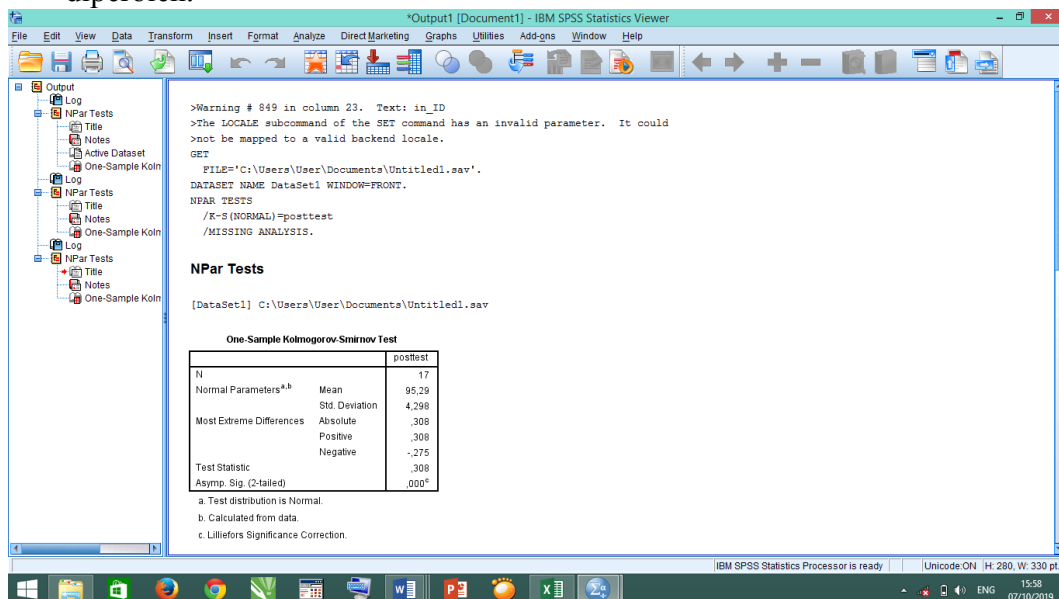 diperoleh.
*Output1 [Document1] - IBM SPSS Statistics Viewer
File Edit View Data Transform Insert Format Analyze Direct Marketing Graphs Utilities Add-ons Window Help
Output
Log
NPar Tests
Title
Notes
Active Dataset
One-Sample Kolm
Log
NPar Tests
Title
Notes
One-Sample Kolm
Log
NPar Tests
Title
Notes
One-Sample Kolm
>Warning # 849 in column 23. Text: in_ID
>The LOCALE subcommand of the SET command has an invalid parameter. It could
>not be mapped to a valid backend locale.
GET
FILE='C:\Users\User\Documents\Untitled1.sav'.
DATASET NAME DataSet1 WINDOW=FRONT.
NPAR TESTS
/K-S(NORMAL)=posttest
/MISSING ANALYSIS.
NPar Tests
[DataSet1] C:\Users\User\Documents\Untitled1.sav
One-Sample Kolmogorov-Smirnov Test
posttest
N 17
Normal Parameters a,b Mean 95,29
Std. Deviation 4,298
Most Extreme Differences Absolute ,308
Positive ,308
Negative -,275
Test Statistic ,308
Asymp. Sig. (2-tailed) ,000 c
a. Test distribution is Normal.
b. Calculated from data.
c. Lilliefors Significance Correction.
IBM SPSS Statistics Processor is ready Unicode:ON H: 280, W: 330 pt.
ENG 15:58
07/10/2019